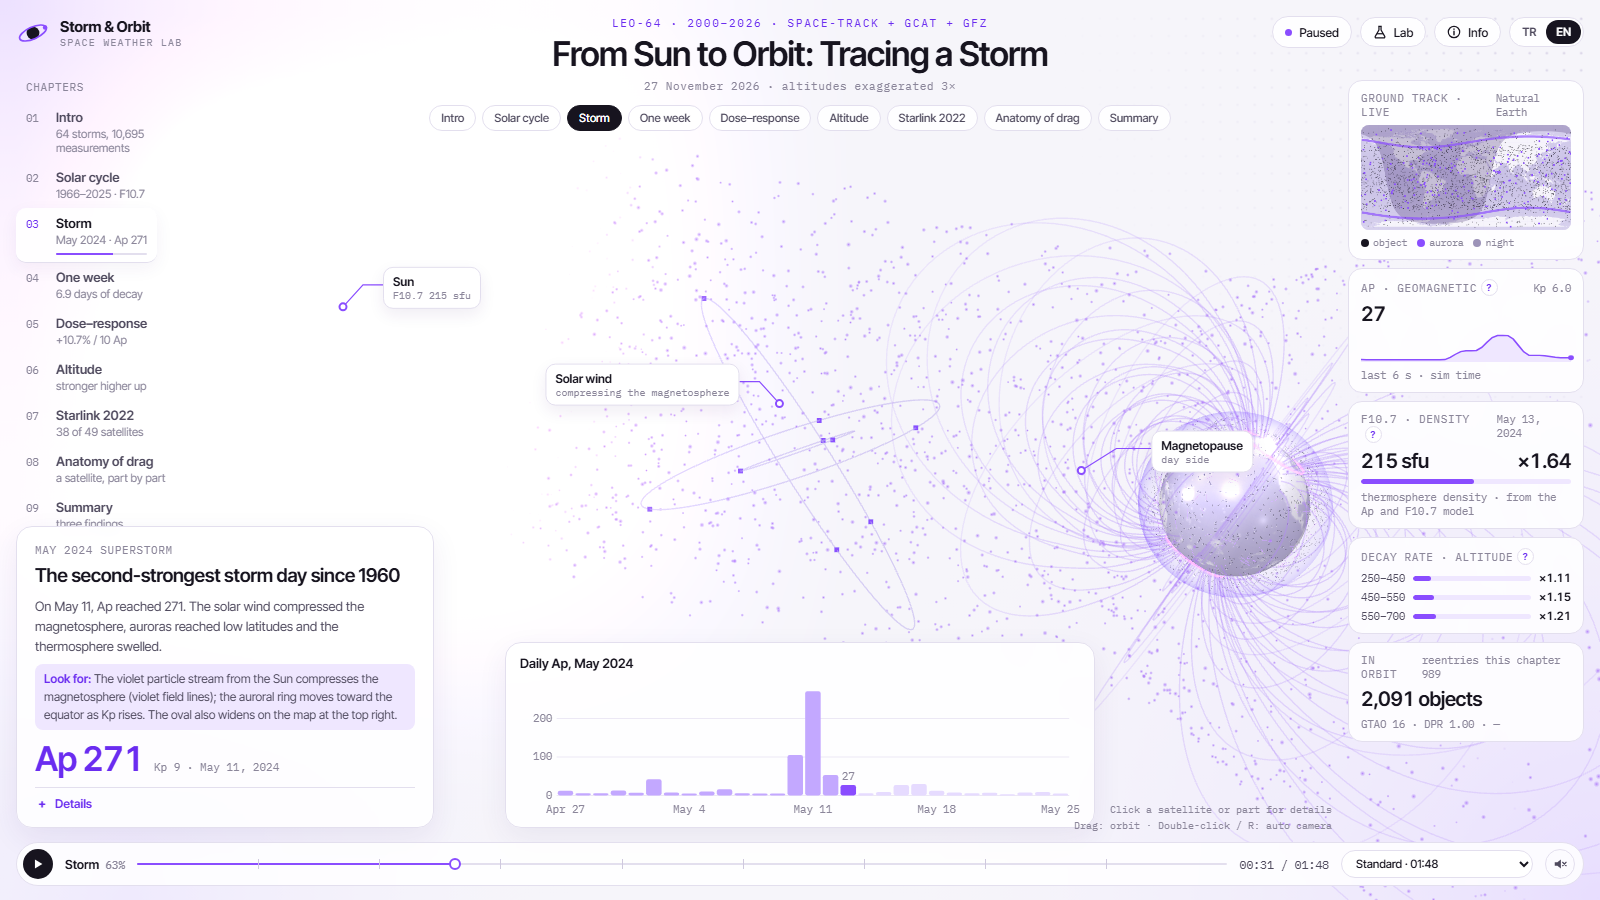 Storm & Orbit
SPACE WEATHER LAB
LEO-64 · 2000–2026 · SPACE-TRACK + GCAT + GFZ
From Sun to Orbit: Tracing a Storm
27 November 2026 · altitudes exaggerated 3×
Intro
Solar cycle
Storm
One week
Dose–response
Altitude
Starlink 2022
Anatomy of drag
Summary
Paused
Lab
Info
TR
EN
CHAPTERS
01 Intro
64 storms, 10,695
measurements
02 Solar cycle
1966–2025 · F10.7
03 Storm
May 2024 · Ap 271
04 One week
6.9 days of decay
05 Dose–response
+10.7% / 10 Ap
06 Altitude
stronger higher up
07 Starlink 2022
38 of 49 satellites
08 Anatomy of drag
a satellite, part by part
09 Summary
three findings
Sun
F10.7 215 sfu
Solar wind
compressing the magnetosphere
Magnetopause
day side
GROUND TRACK · LIVE
Natural Earth
object
aurora
night
AP · GEOMAGNETIC ?
Kp 6.0
27
last 6 s · sim time
F10.7 · DENSITY ?
May 13, 2024
215 sfu
×1.64
thermosphere density · from the
Ap and F10.7 model
DECAY RATE · ALTITUDE ?
250–450 ×1.11
450–550 ×1.15
550–700 ×1.21
IN ORBIT
reentries this chapter 989
2,091 objects
GTAO 16 · DPR 1.00 · —
MAY 2024 SUPERSTORM
The second-strongest storm day since 1960
On May 11, Ap reached 271. The solar wind compressed the
magnetosphere, auroras reached low latitudes and the
thermosphere swelled.
Look for: The violet particle stream from the Sun compresses the
magnetosphere (violet field lines); the auroral ring moves toward the
equator as Kp rises. The oval also widens on the map at the top right.
Ap 271
Kp 9 · May 11, 2024
+ Details
Daily Ap, May 2024
200
100
0
27
Apr 27
May 4
May 11
May 18
May 25
Click a satellite or part for details
Drag: orbit · Double-click / R: auto camera
Storm 63%
00:31 / 01:48
Standard · 01:48